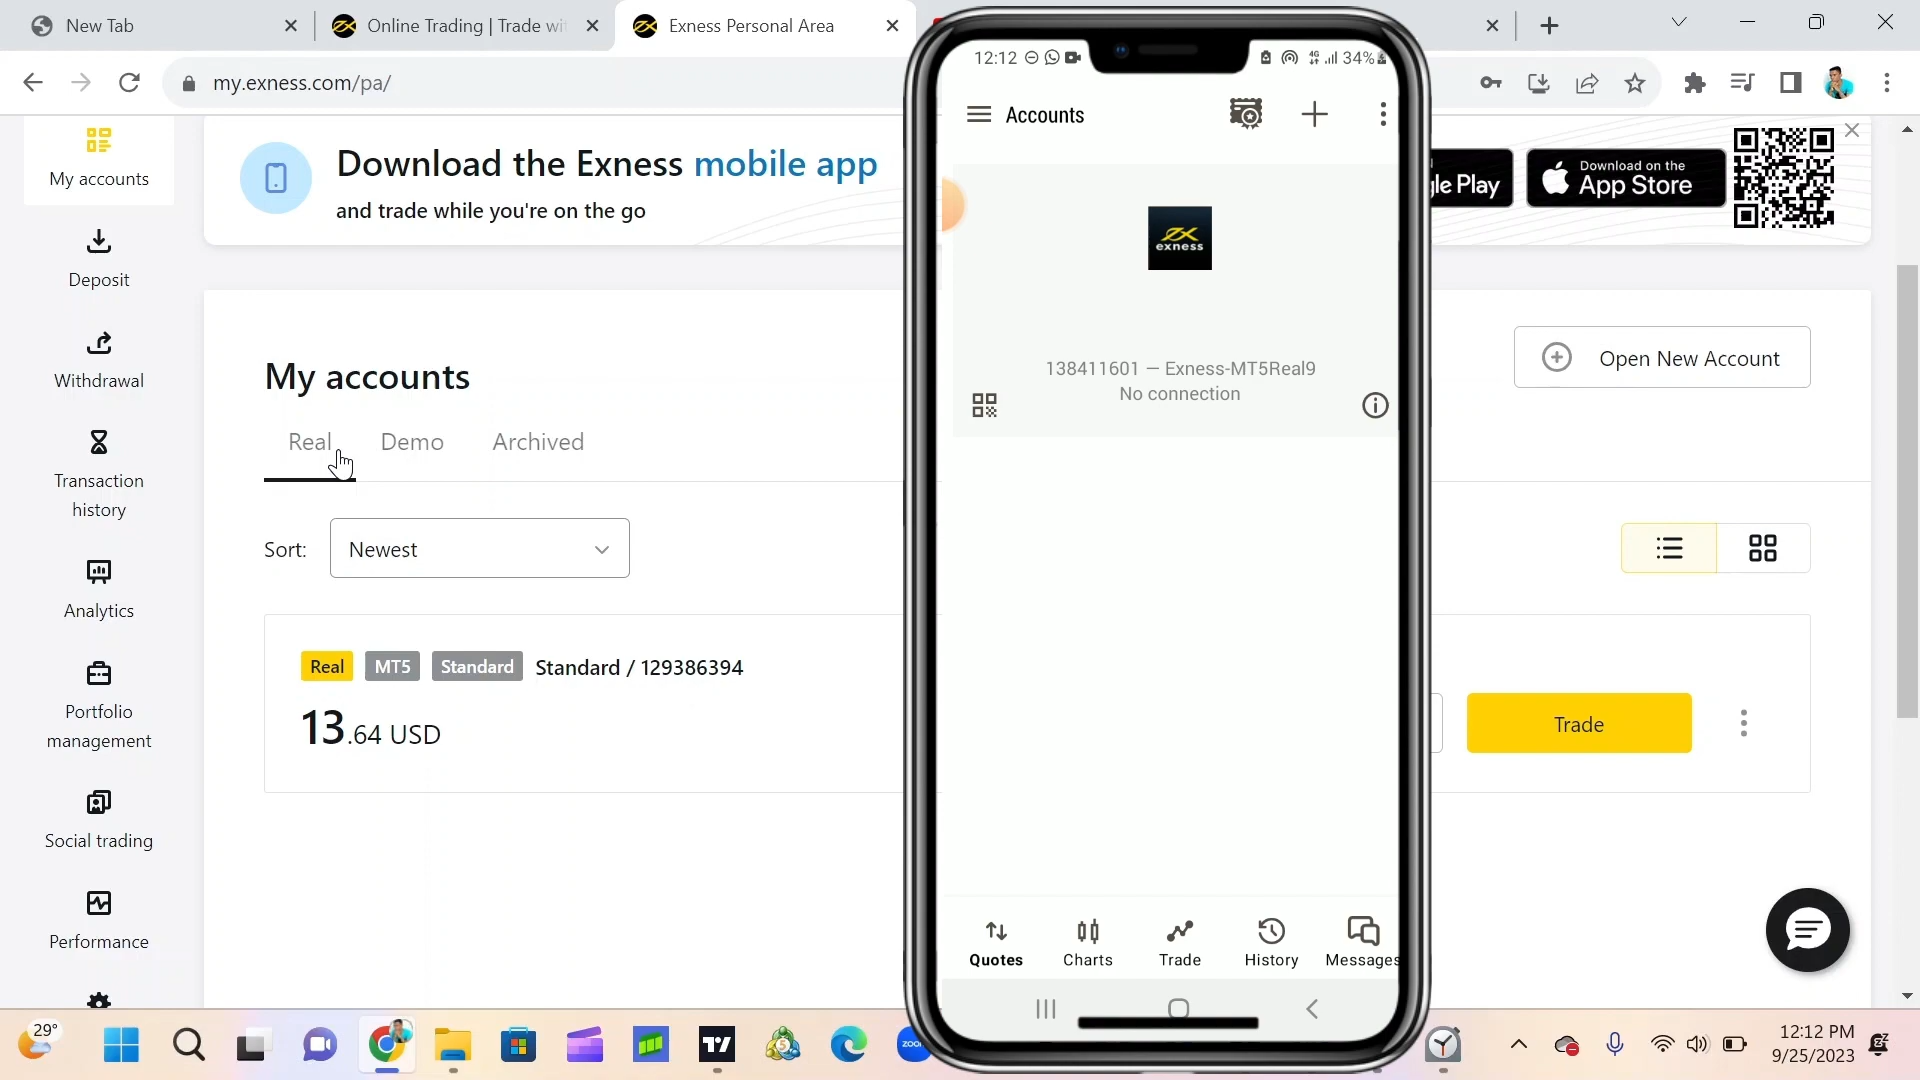 New Tab
Online Trading | Trade wi
Exness Personal Area
my.exness.com/pa/
My accounts
Deposit
Withdrawal
Transaction
history
Analytics
Portfolio
management
Social trading
Performance
Download the Exness mobile app
and trade while you're on the go
le Play
Download on the
App Store
My accounts
Open New Account
Real
Demo
Archived
Sort:
Newest
Real
MT5
Standard
Standard / 129386394
13.64 USD
Trade
12:12
4G
34%
Accounts
exness
138411601 — Exness-MT5Real9
No connection
Quotes
Charts
Trade
History
Messages
29°
zoom
12:12 PM
9/25/2023